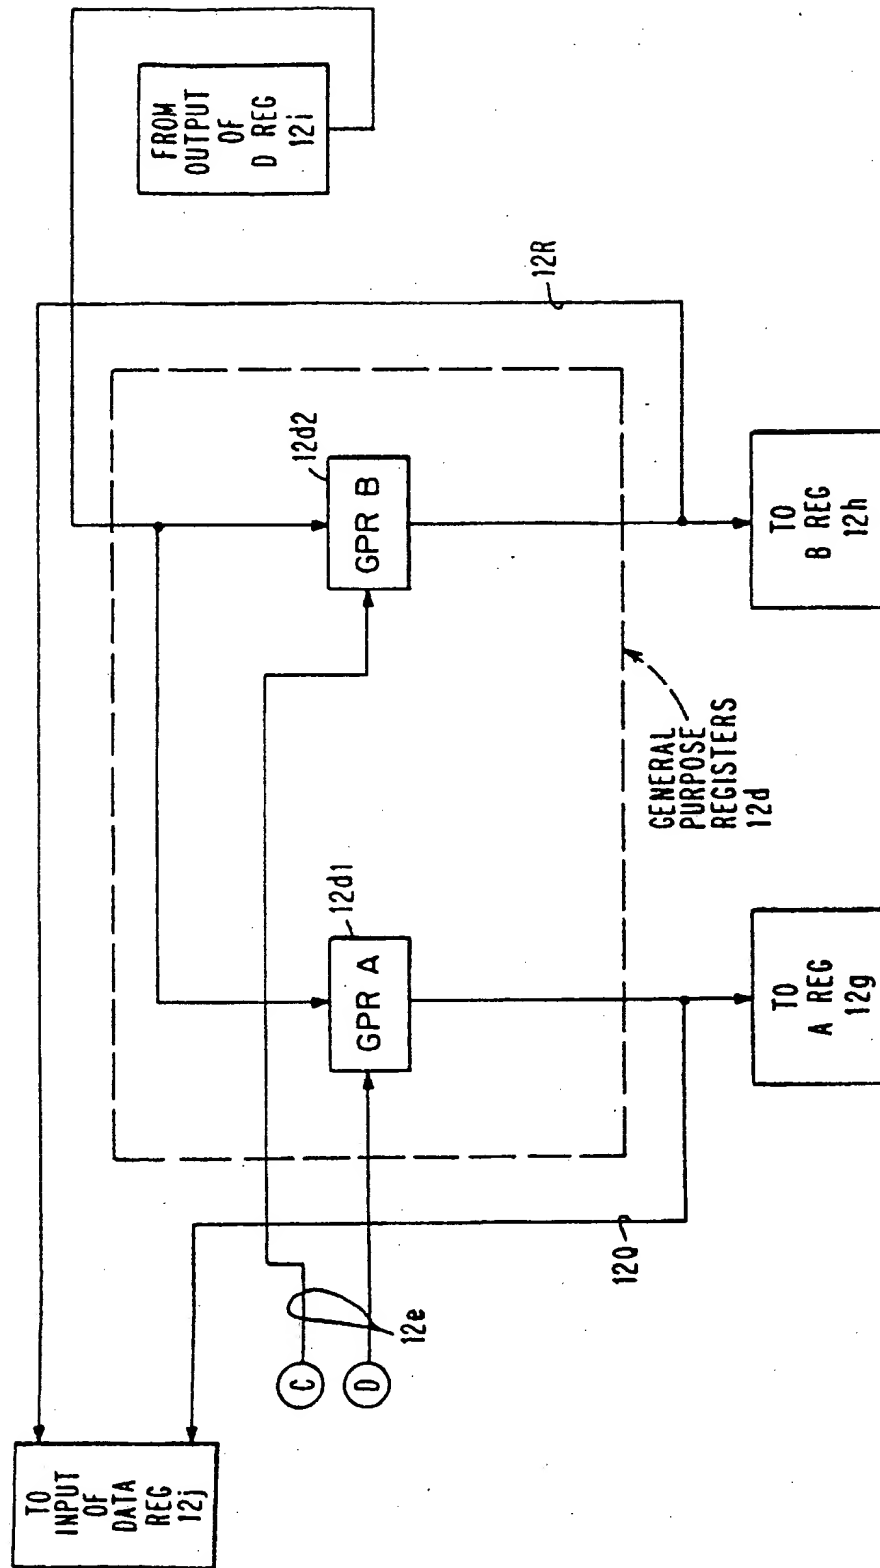 TO
INPUT
OF
DATA
REG
12j
FROM
OUTPUT
OF
D REG
12i
12R
C
D
12e
12Q
GPR A
12d1
GPR B
12d2
GENERAL
PURPOSE
REGISTERS
12d
TO
A REG
12g
TO
B REG
12h